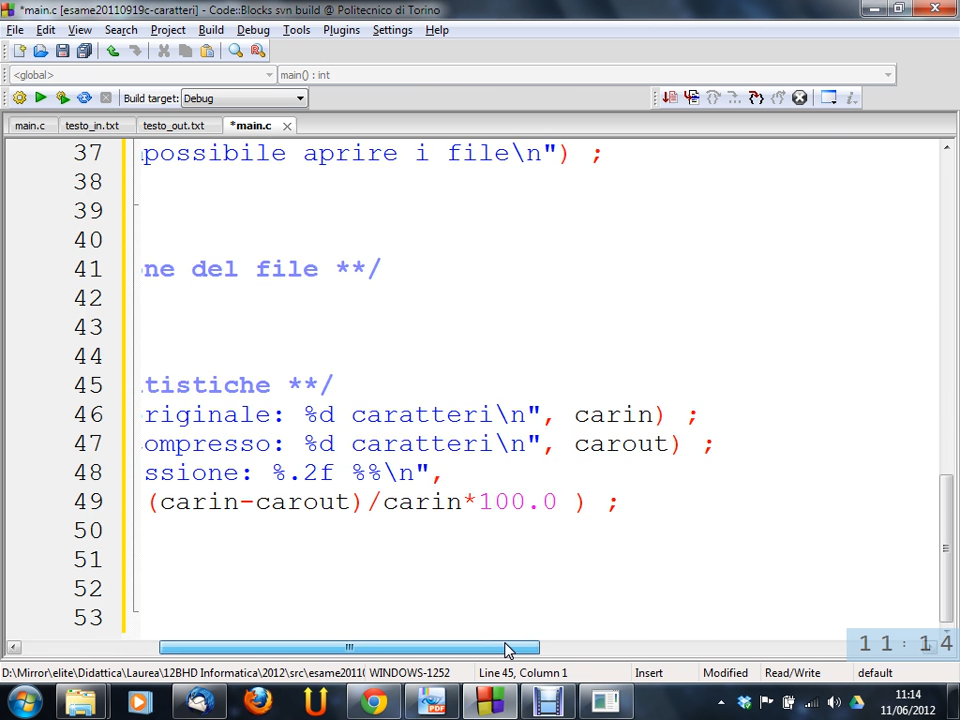 *main.c [esame20110919c-caratteri] - Code::Blocks svn build @ Politecnico di Torino
File Edit View Search Project Build Debug Tools Plugins Settings Help
<global> main() : int
Build target: Debug
main.c testo_in.txt testo_out.txt *main.c
37 possibile aprire i file\n") ;
38
39
40
41 one del file **/
42
43
44
45 tistiche **/
46 riginale: %d caratteri\n", carin) ;
47 ompresso: %d caratteri\n", carout) ;
48 ssione: %.2f %%\n",
49 (carin-carout)/carin*100.0 ) ;
50
51
52
53
11:14
D:\Mirror\elite\Didattica\Laurea\12BHD Informatica\2012\src\esame2011( WINDOWS-1252 Line 45, Column 1 Insert Modified Read/Write default
PDF
11:14
11/06/2012